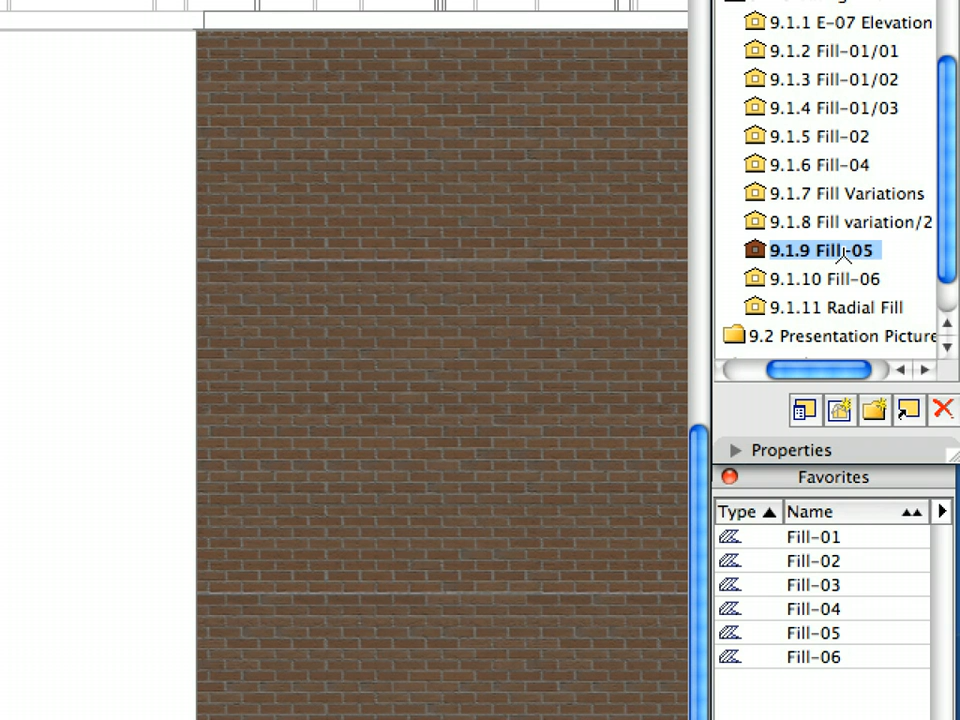 9.1.1 E-07 Elevation
9.1.2 Fill-01/01
9.1.3 Fill-01/02
9.1.4 Fill-01/03
9.1.5 Fill-02
9.1.6 Fill-04
9.1.7 Fill Variations
9.1.8 Fill variation/2
9.1.9 Fill-05
9.1.10 Fill-06
9.1.11 Radial Fill
9.2 Presentation Picture
Properties
Favorites
Type Name
Fill-01
Fill-02
Fill-03
Fill-04
Fill-05
Fill-06